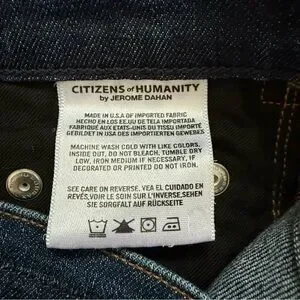 CITIZENS of HUMANITY
by JEROME DAHAN
MADE IN U.S.A OF IMPORTED FABRIC
HECHO EN LOS EE.UU DE TELA IMPORTADA
FABRIQUÉ AUX ETATS-UNIS DU TISSU IMPORTÉ
GEBILDET IN USA DES IMPORTIERTEN GEWEBES
MACHINE WASH COLD WITH LIKE COLORS,
INSIDE OUT, DO NOT BLEACH, TUMBLE DRY
LOW, IRON MEDIUM IF NECESSARY, IF
DECORATED OR PRINTED DO NOT IRON.
SEE CARE ON REVERSE. VEA EL CUIDADO EN
REVÉS, VOIR LE SOIN SUR L'INVERSE, SEHEN
SIE SORGFALT AUF RÜCKSEITE